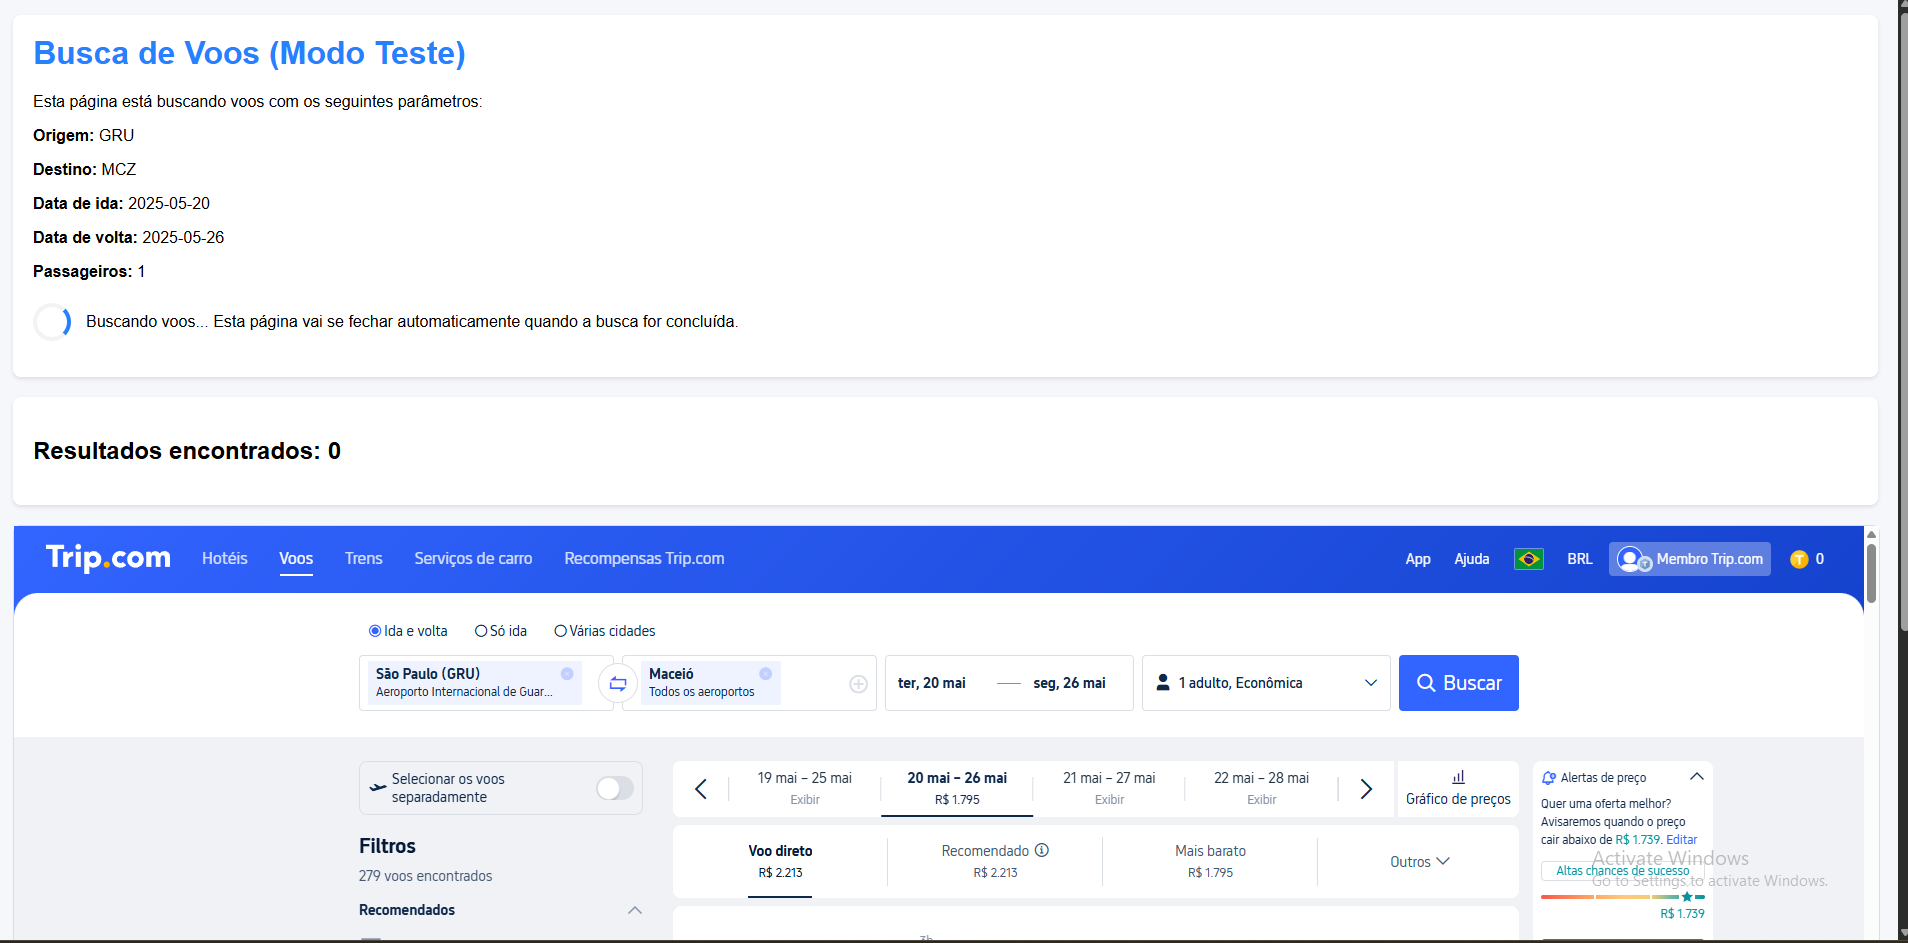 Busca de Voos (Modo Teste)
Esta página está buscando voos com os seguintes parâmetros:
Origem: GRU
Destino: MCZ
Data de ida: 2025-05-20
Data de volta: 2025-05-26
Passageiros: 1
Buscando voos... Esta página vai se fechar automaticamente quando a busca for concluída.
Resultados encontrados: 0
Trip.com Hotéis Voos Trens Serviços de carro Recompensas Trip.com App Ajuda BRL Membro Trip.com T 0
Ida e volta Só ida Várias cidades
São Paulo (GRU)
Aeroporto Internacional de Guar...
Maceió
Todos os aeroportos
ter, 20 mai seg, 26 mai
1 adulto, Econômica
Buscar
Selecionar os voos
separadamente
Filtros
279 voos encontrados
Recomendados
19 mai – 25 mai
Exibir
20 mai – 26 mai
R$ 1.795
21 mai – 27 mai
Exibir
22 mai – 28 mai
Exibir
Gráfico de preços
Voo direto
R$ 2.213
Recomendado
R$ 2.213
Mais barato
R$ 1.795
Outros
Alertas de preço
Quer uma oferta melhor?
Avisaremos quando o preço
cair abaixo de R$ 1.739. Editar
Altas chances de sucesso
R$ 1.739
Activate Windows
Go to Settings to activate Windows.